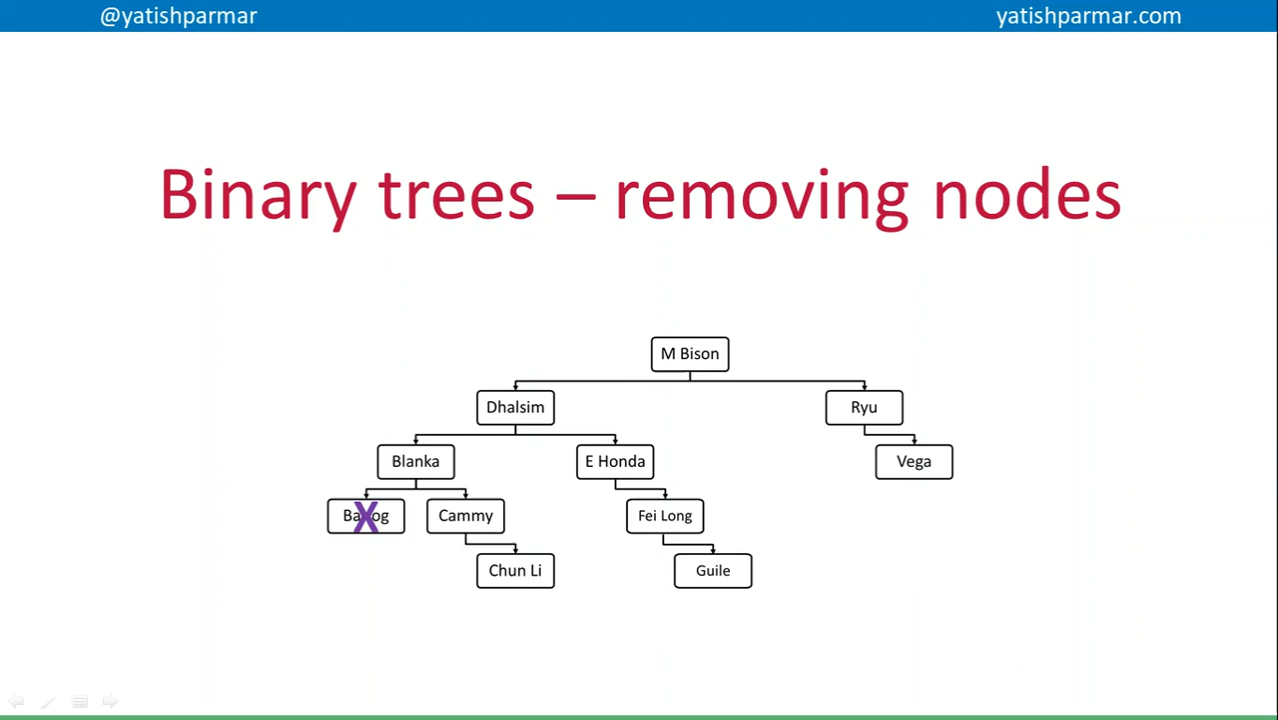 @yatishparmar yatishparmar.com
Binary trees – removing nodes
M Bison
Dhalsim Ryu
Blanka E Honda Vega
X Cammy Fei Long
Chun Li Guile